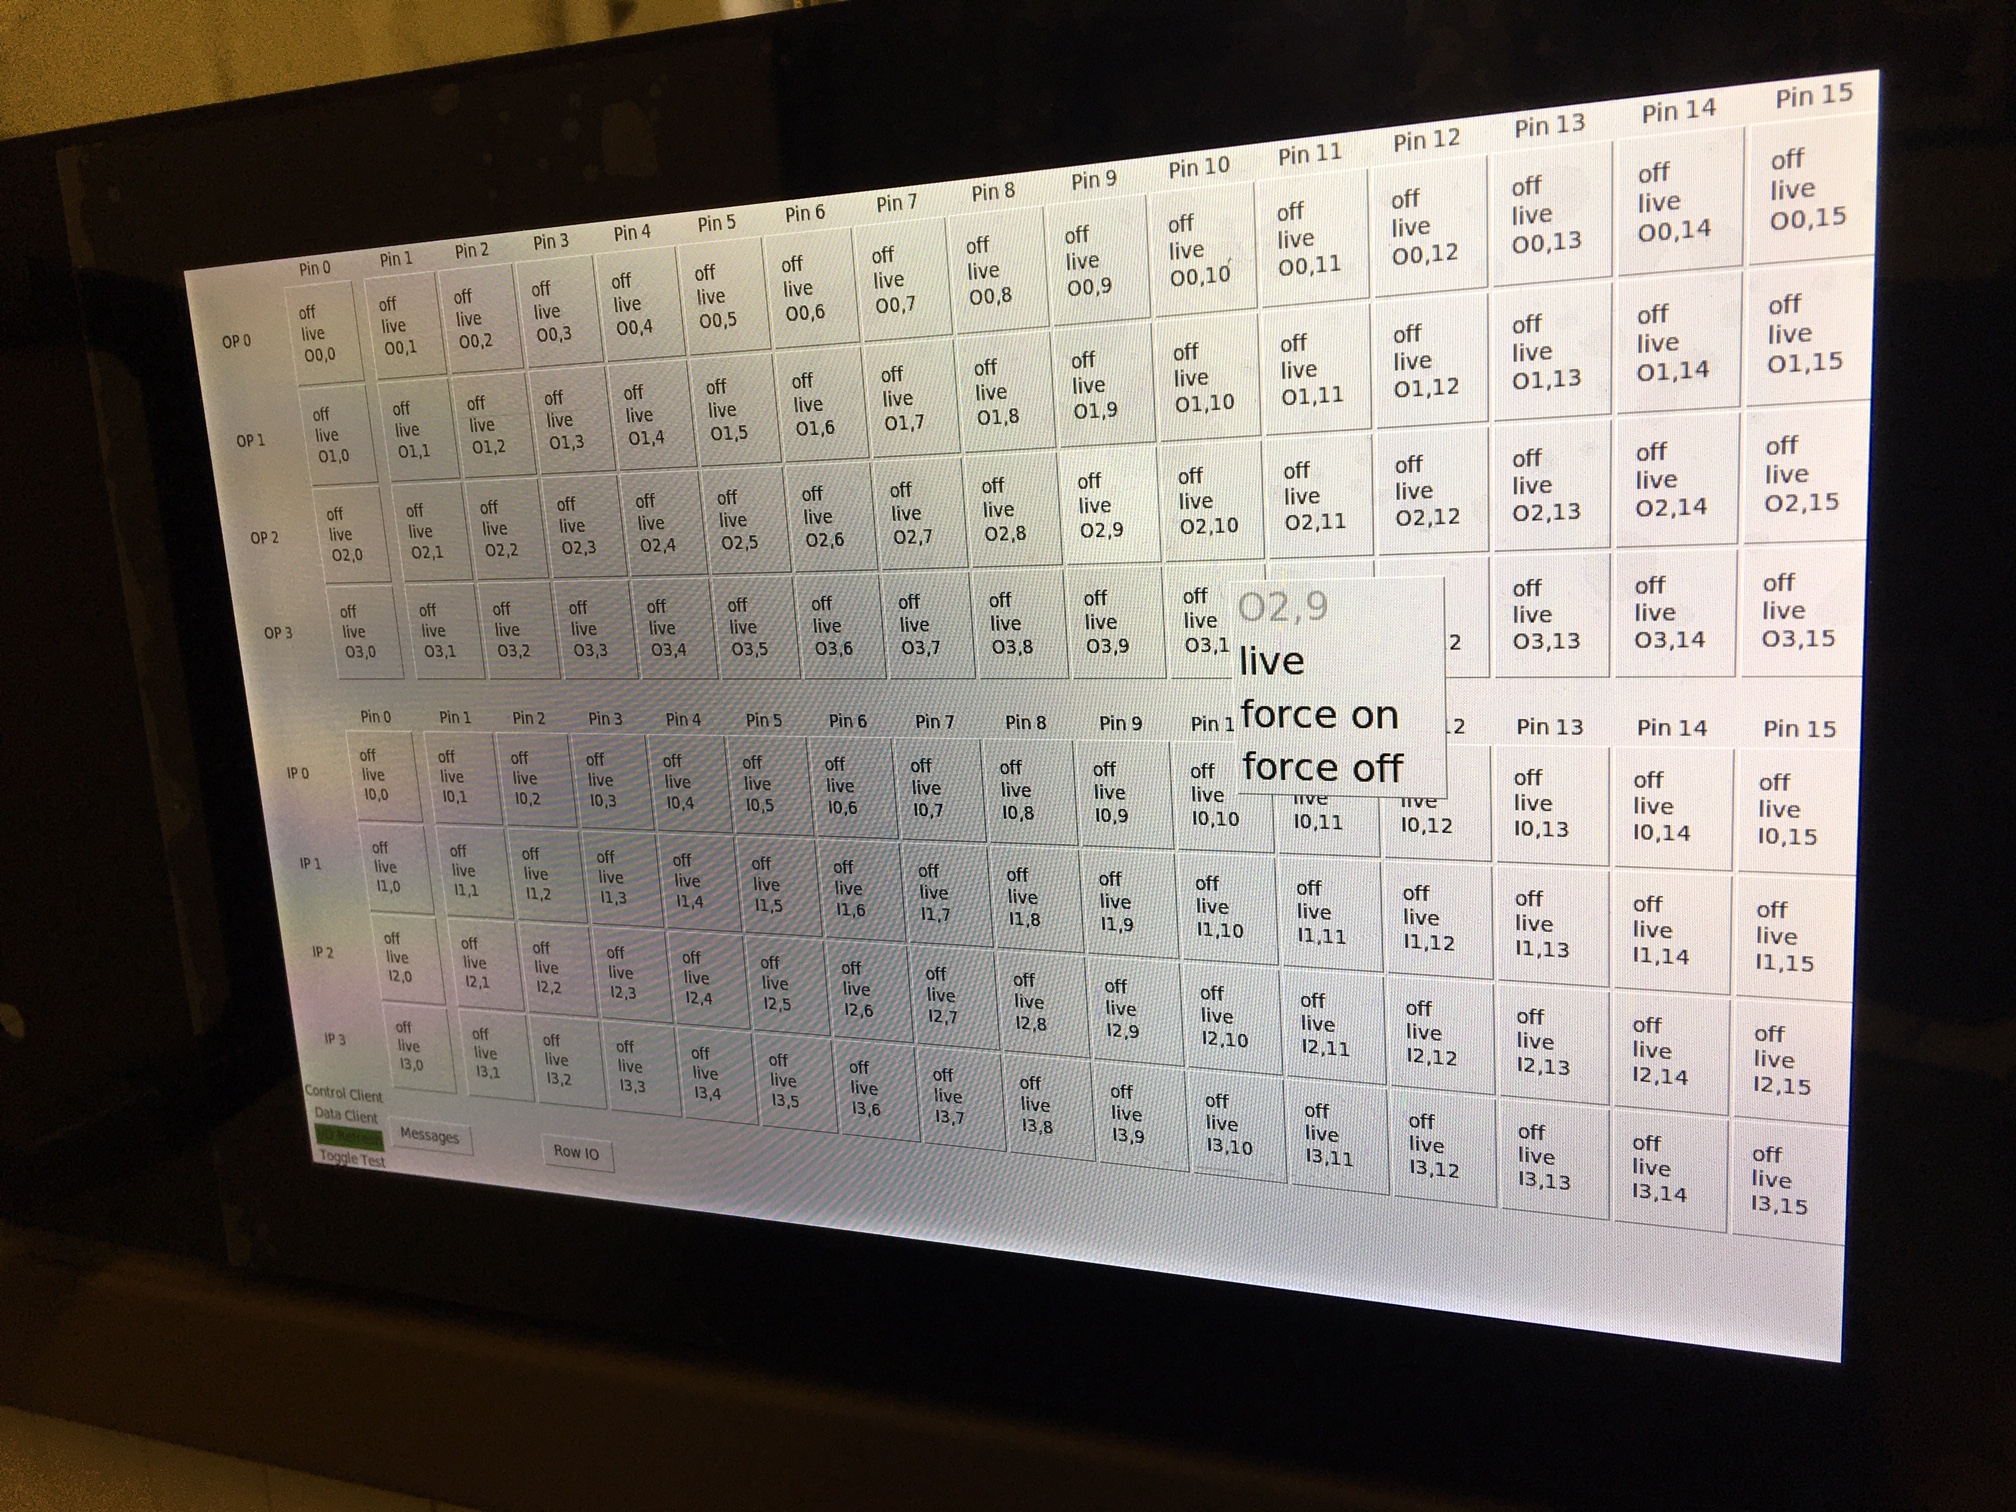 Pin 0 Pin 1 Pin 2 Pin 3 Pin 4 Pin 5 Pin 6 Pin 7 Pin 8 Pin 9 Pin 10 Pin 11 Pin 12 Pin 13 Pin 14 Pin 15
off off off off off off off off off off off off off off off off
OP 0 live live live live live live live live live live live live live live live live
O0,0 O0,1 O0,2 O0,3 O0,4 O0,5 O0,6 O0,7 O0,8 O0,9 O0,10 O0,11 O0,12 O0,13 O0,14 O0,15
off off off off off off off off off off off off off off off off
OP 1 live live live live live live live live live live live live live live live live
O1,0 O1,1 O1,2 O1,3 O1,4 O1,5 O1,6 O1,7 O1,8 O1,9 O1,10 O1,11 O1,12 O1,13 O1,14 O1,15
off off off off off off off off off off off off off off off off
OP 2 live live live live live live live live live live live live live live live live
O2,0 O2,1 O2,2 O2,3 O2,4 O2,5 O2,6 O2,7 O2,8 O2,9 O2,10 O2,11 O2,12 O2,13 O2,14 O2,15
off off off off off off off off off off off off off off
OP 3 live live live live live live live live live live live live live live
O3,0 O3,1 O3,2 O3,3 O3,4 O3,5 O3,6 O3,7 O3,8 O3,9 O3,1 2 O3,13 O3,14 O3,15
O2,9
live
force on
force off
Pin 0 Pin 1 Pin 2 Pin 3 Pin 4 Pin 5 Pin 6 Pin 7 Pin 8 Pin 9 Pin 1 2 Pin 13 Pin 14 Pin 15
off off off off off off off off off off off off off off
IP 0 live live live live live live live live live live live live live live live live
I0,0 I0,1 I0,2 I0,3 I0,4 I0,5 I0,6 I0,7 I0,8 I0,9 I0,10 I0,11 I0,12 I0,13 I0,14 I0,15
off off off off off off off off off off off off off off off off
IP 1 live live live live live live live live live live live live live live live live
I1,0 I1,1 I1,2 I1,3 I1,4 I1,5 I1,6 I1,7 I1,8 I1,9 I1,10 I1,11 I1,12 I1,13 I1,14 I1,15
off off off off off off off off off off off off off off off off
IP 2 live live live live live live live live live live live live live live live live
I2,0 I2,1 I2,2 I2,3 I2,4 I2,5 I2,6 I2,7 I2,8 I2,9 I2,10 I2,11 I2,12 I2,13 I2,14 I2,15
off off off off off off off off off off off off off off off off
IP 3 live live live live live live live live live live live live live live live live
I3,0 I3,1 I3,2 I3,3 I3,4 I3,5 I3,6 I3,7 I3,8 I3,9 I3,10 I3,11 I3,12 I3,13 I3,14 I3,15
Control Client
Data Client
Messages
Row IO
Toggle Test